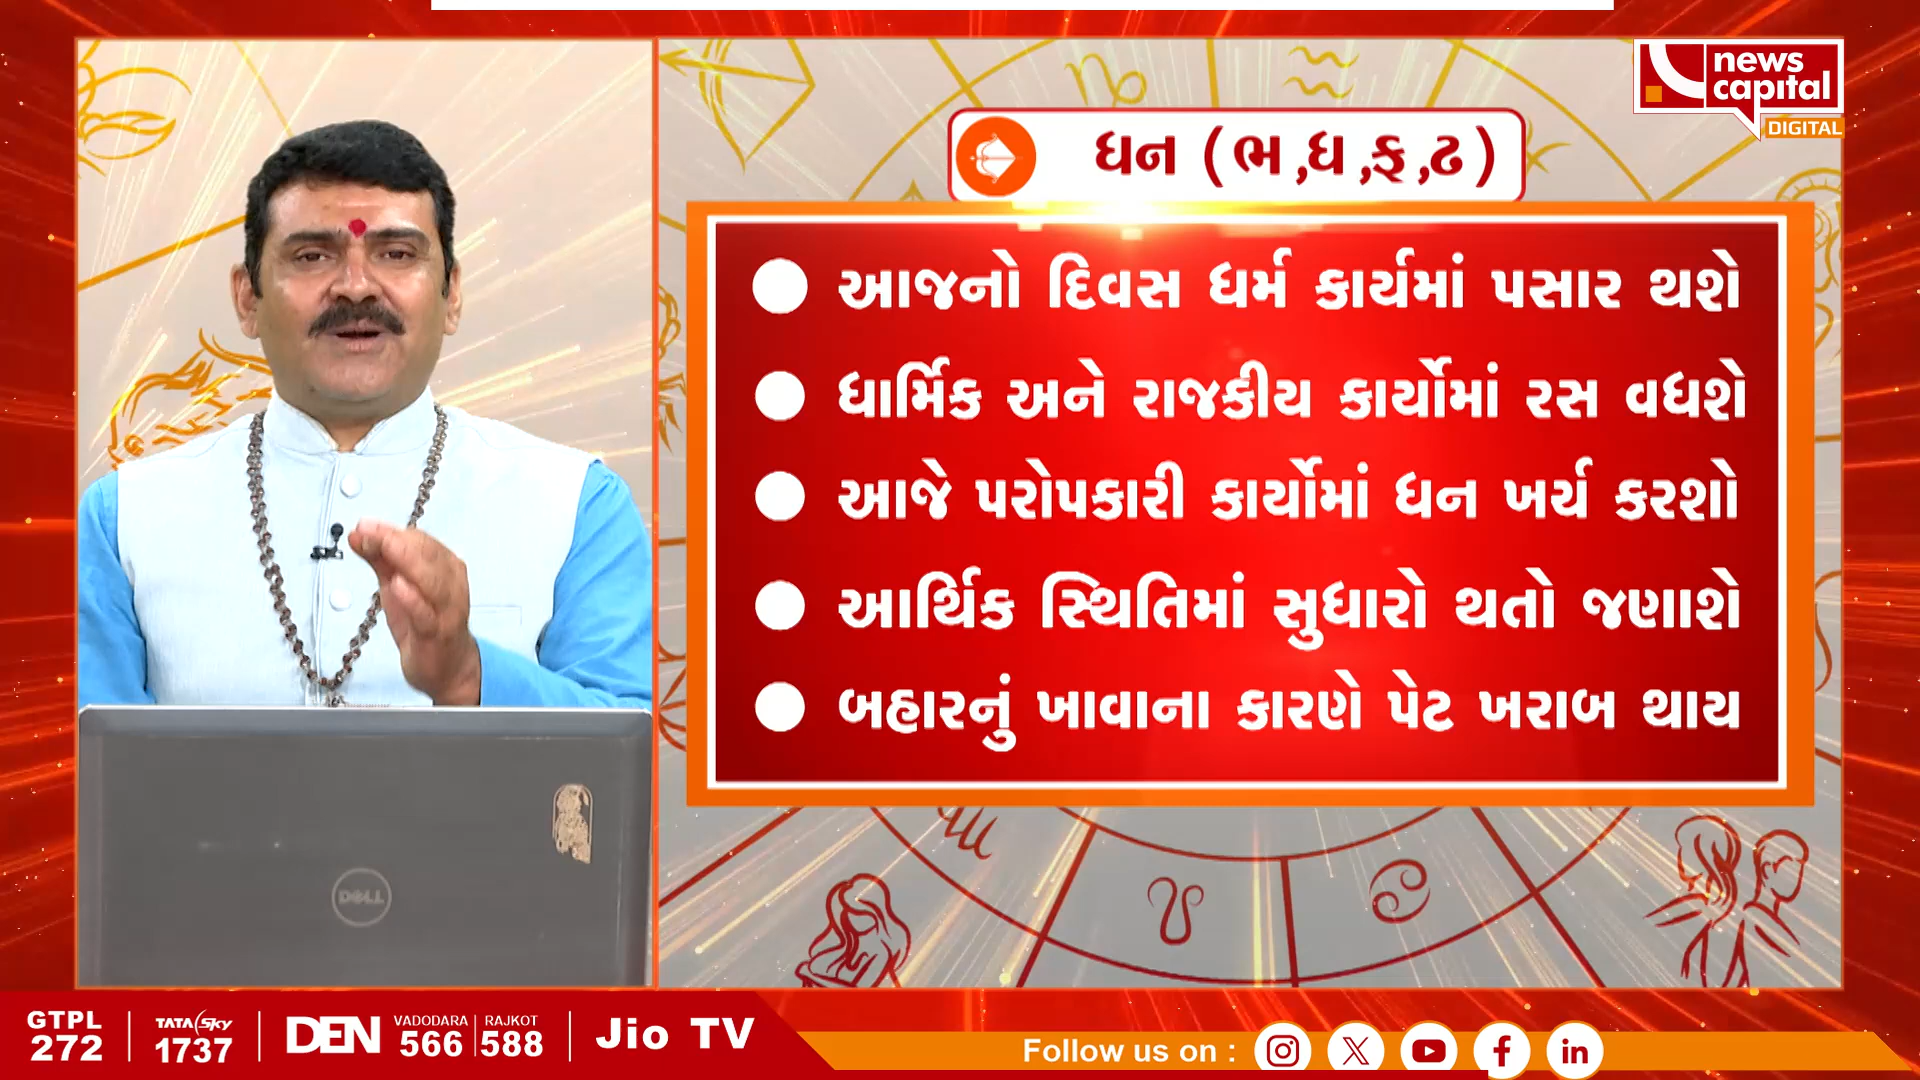 news
capital
DIGITAL
ધન (ભ,ધ,ફ,ઢ)
આજનો દિવસ ધર્મ કાર્યમાં પસાર થશે
ધાર્મિક અને રાજકીય કાર્યોમાં રસ વધશે
આજે પરોપકારી કાર્યોમાં ધન ખર્ચ કરશો
આર્થિક સ્થિતિમાં સુધારો થતો જણાશે
બહારનું ખાવાના કારણે પેટ ખરાબ થાય
DELL
GTPL
272
TATA Sky
1737
DEN
VADODARA
566
RAJKOT
588
Jio TV
Follow us on :